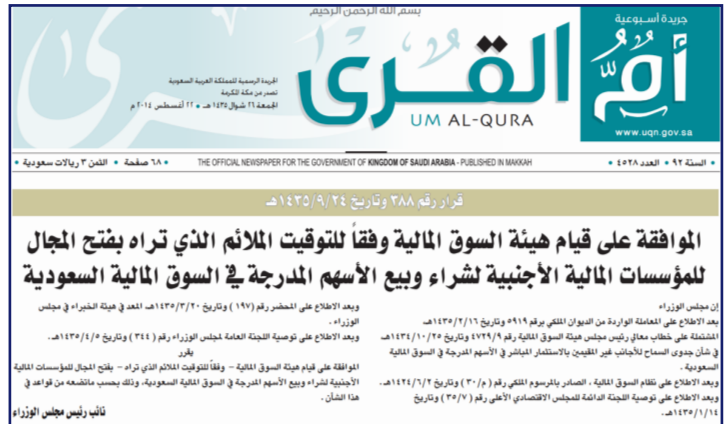 بسم الله الرحمن الرحيم
جريدة أسبوعية
أم القرى
UM AL-QURA
www.uqn.gov.sa
الجريدة الرسمية للمملكة العربية السعودية
تصدر من مكة المكرمة
الجمعة ٢٦ شوال ١٤٣٥ هـ • ٢٢ أغسطس ٢٠١٤ م
• السنة ٩٢ • العدد ٤٥٢٨ •
THE OFFICIAL NEWSPAPER FOR THE GOVERNMENT OF KINGDOM OF SAUDI ARABIA - PUBLISHED IN MAKKAH
• ٦٨ صفحة • الثمن ٣ ريالات سعودية •
قرار رقم ٣٨٨ وتاريخ ١٤٣٥/٩/٢٤هـ
الموافقة على قيام هيئة السوق المالية وفقاً للتوقيت الملائم الذي تراه بفتح المجال
للمؤسسات المالية الأجنبية لشراء وبيع الأسهم المدرجة في السوق المالية السعودية
إن مجلس الوزراء
بعد الاطلاع على المعاملة الواردة من الديوان الملكي برقم ٥٩١٩ وتاريخ ١٤٣٥/٢/١٦هـ
المشتملة على خطاب معالي رئيس مجلس هيئة السوق المالية رقم ٤٧٢٩/٩ وتاريخ ١٤٣٤/١٠/٢٥هـ
في شأن جدوى السماح للأجانب غير المقيمين بالاستثمار المباشر في الأسهم المدرجة في السوق المالية
السعودية .
وبعد الاطلاع على نظام السوق المالية ، الصادر بالمرسوم الملكي رقم (م/٣٠) وتاريخ ١٤٢٤/٦/٢هـ.
وبعد الاطلاع على توصية اللجنة الدائمة للمجلس الاقتصادي الأعلى رقم (٣٥/٧) وتاريخ
١٤٣٥/١/١٤هـ.
وبعد الاطلاع على المحضر رقم (١٩٧) وتاريخ ١٤٣٥/٣/٢٠هـ، المعد في هيئة الخبراء في مجلس
الوزراء .
وبعد الاطلاع على توصية اللجنة العامة لمجلس الوزراء رقم (٣٤٤) وتاريخ ١٤٣٥/٤/٥هـ.
يقرر
الموافقة على قيام هيئة السوق المالية – وفقاً للتوقيت الملائم الذي تراه – بفتح المجال للمؤسسات المالية
الأجنبية لشراء وبيع الأسهم المدرجة في السوق المالية السعودية، وذلك بحسب ماتضعه من قواعد في
هذا الشأن .
نائب رئيس مجلس الوزراء